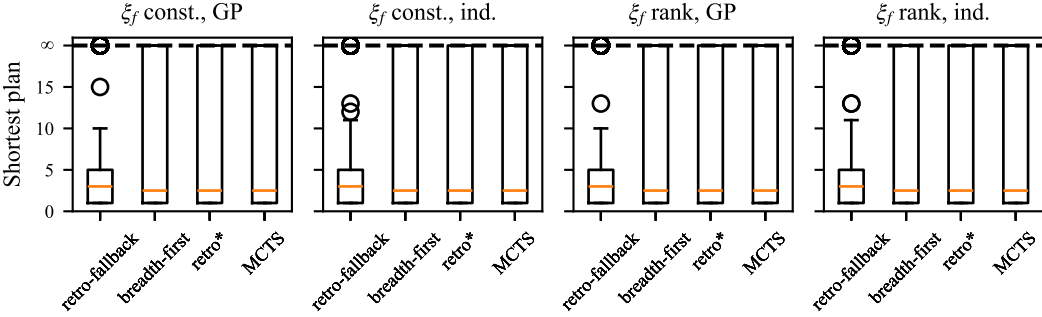 ξf const., GP
ξf const., ind.
ξf rank, GP
ξf rank, ind.
Shortest plan
∞
15
10
5
0
retro-fallback
breadth-first
retro*
MCTS
retro-fallback
breadth-first
retro*
MCTS
retro-fallback
breadth-first
retro*
MCTS
retro-fallback
breadth-first
retro*
MCTS